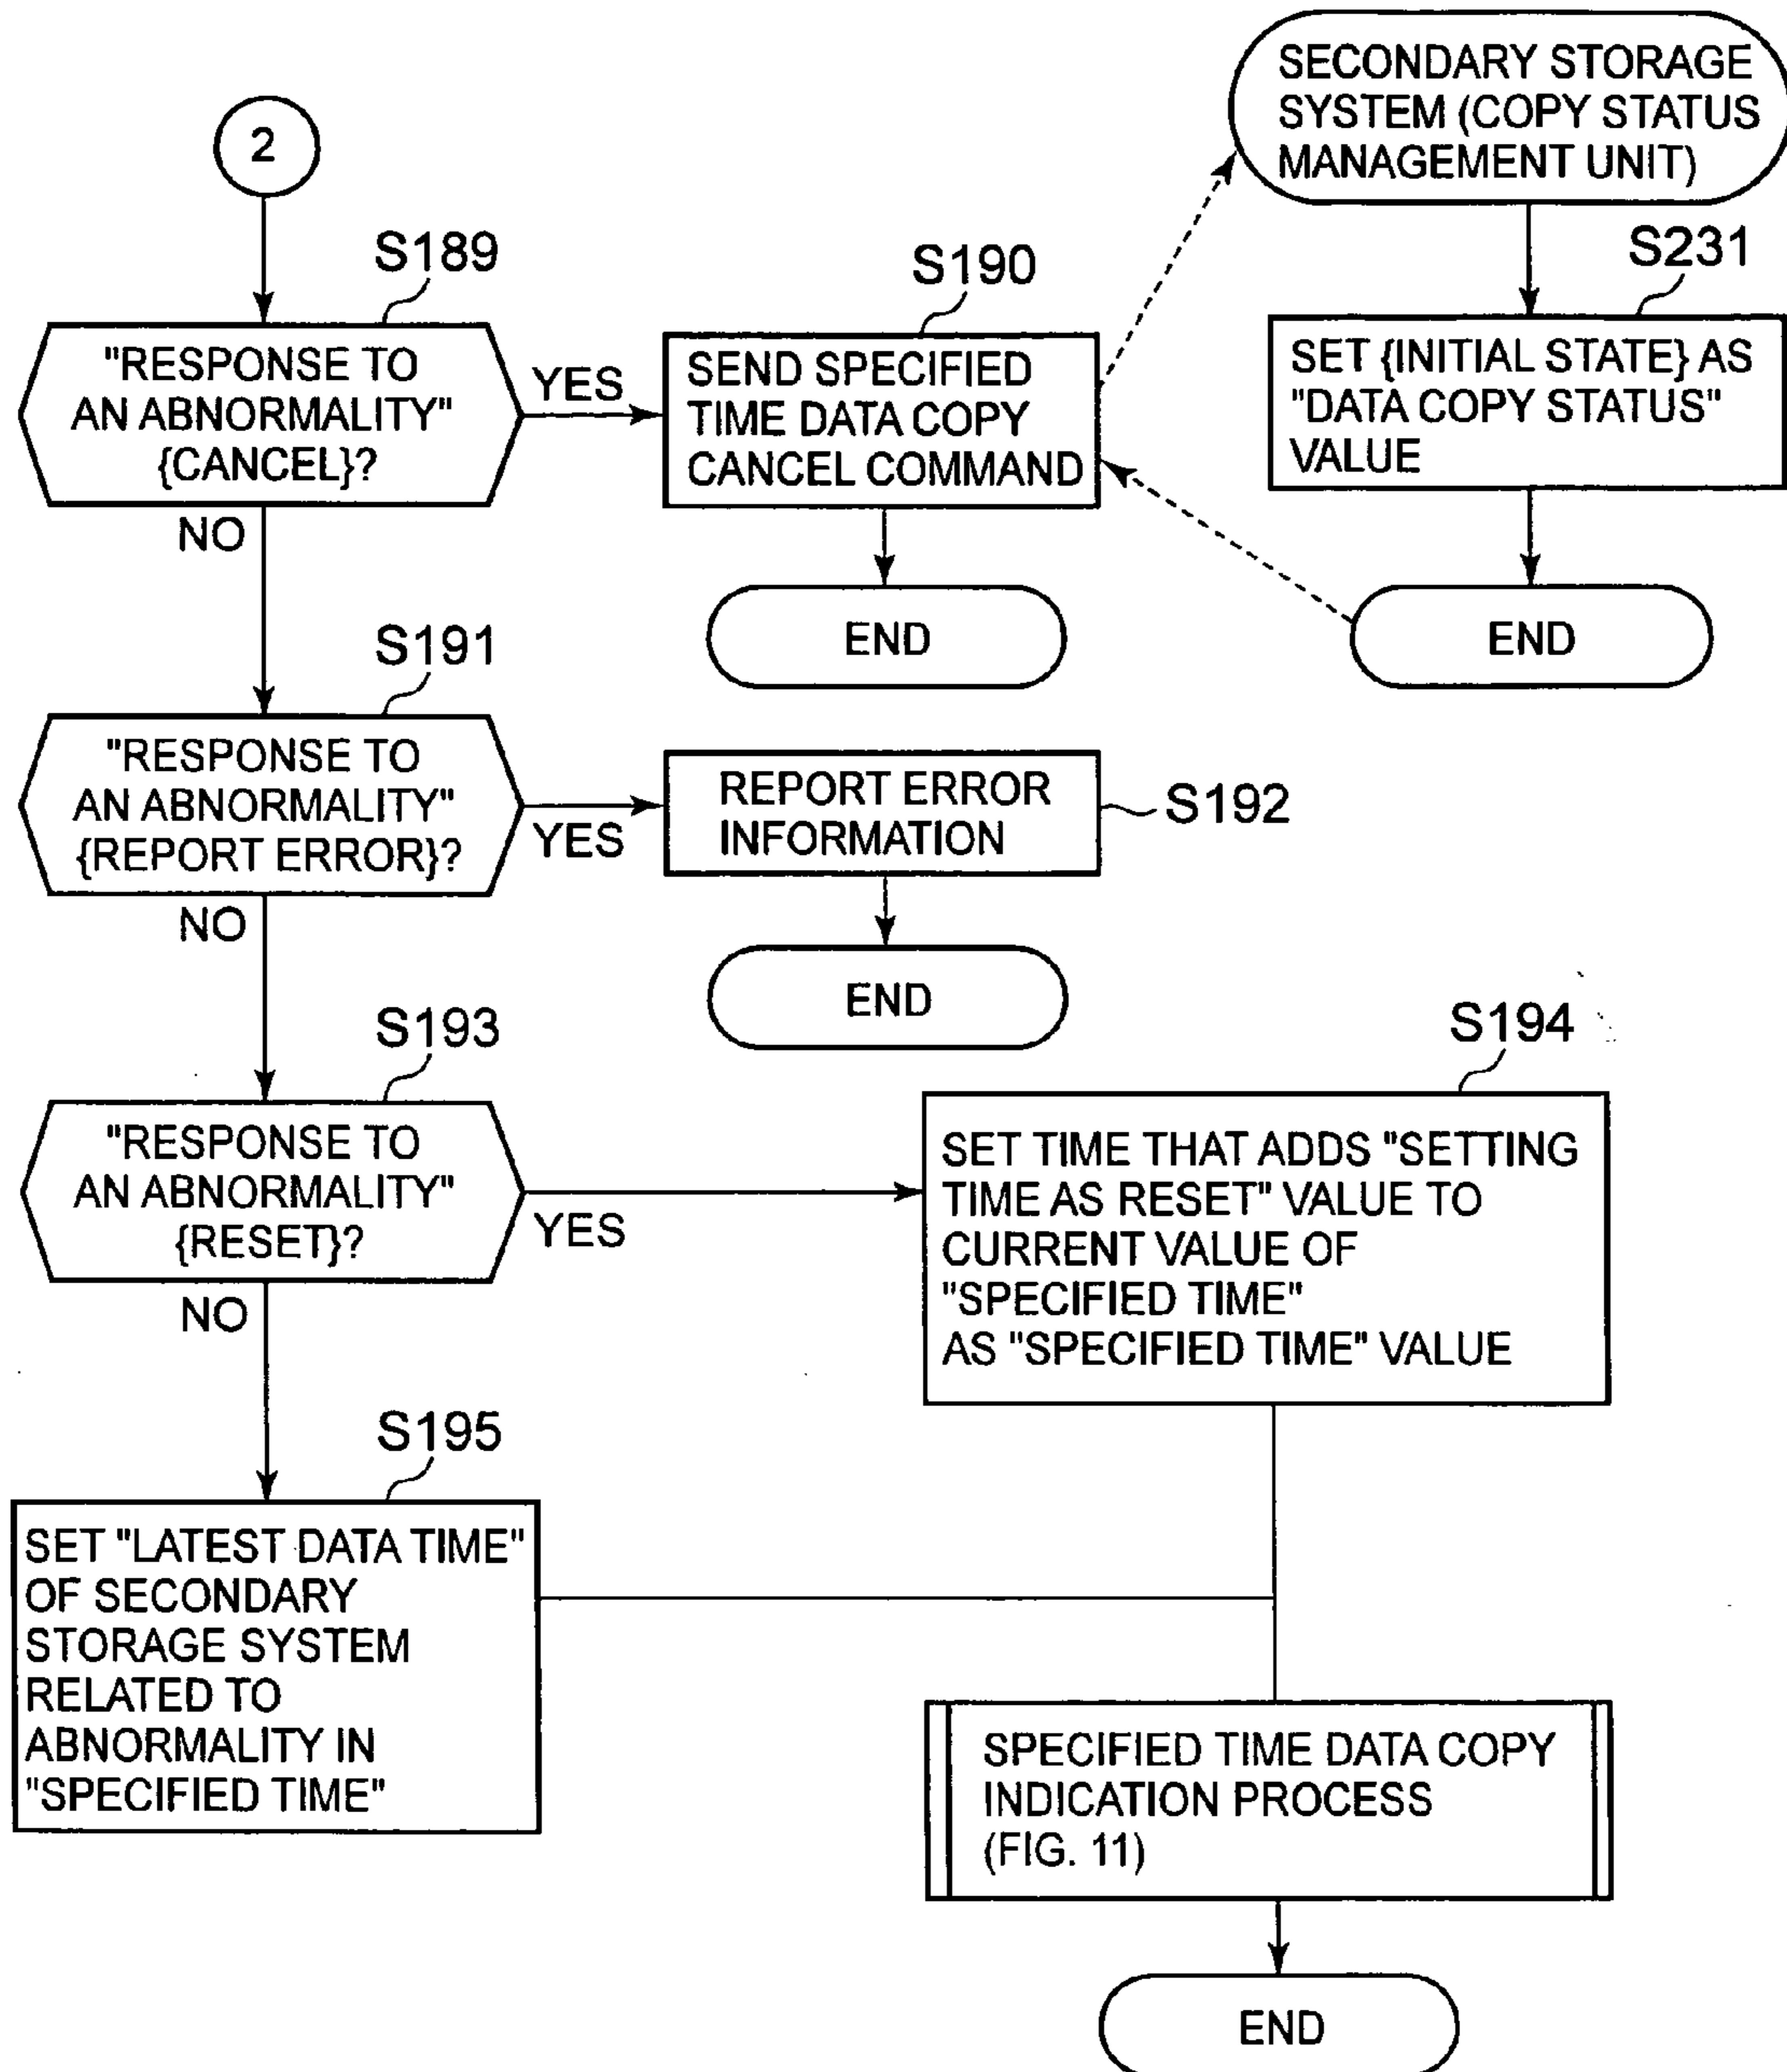 SECONDARY STORAGE
SYSTEM (COPY STATUS
MANAGEMENT UNIT)
2
S189
S190
S231
"RESPONSE TO
AN ABNORMALITY"
{CANCEL}?
YES
SEND SPECIFIED
TIME DATA COPY
CANCEL COMMAND
SET {INITIAL STATE} AS
"DATA COPY STATUS"
VALUE
NO
END
END
S191
"RESPONSE TO
AN ABNORMALITY"
{REPORT ERROR}?
YES
REPORT ERROR
INFORMATION
S192
NO
END
S193
S194
"RESPONSE TO
AN ABNORMALITY"
{RESET}?
YES
SET TIME THAT ADDS "SETTING
TIME AS RESET" VALUE TO
CURRENT VALUE OF
"SPECIFIED TIME"
AS "SPECIFIED TIME" VALUE
NO
S195
SET "LATEST DATA TIME"
OF SECONDARY
STORAGE SYSTEM
RELATED TO
ABNORMALITY IN
"SPECIFIED TIME"
SPECIFIED TIME DATA COPY
INDICATION PROCESS
(FIG. 11)
END